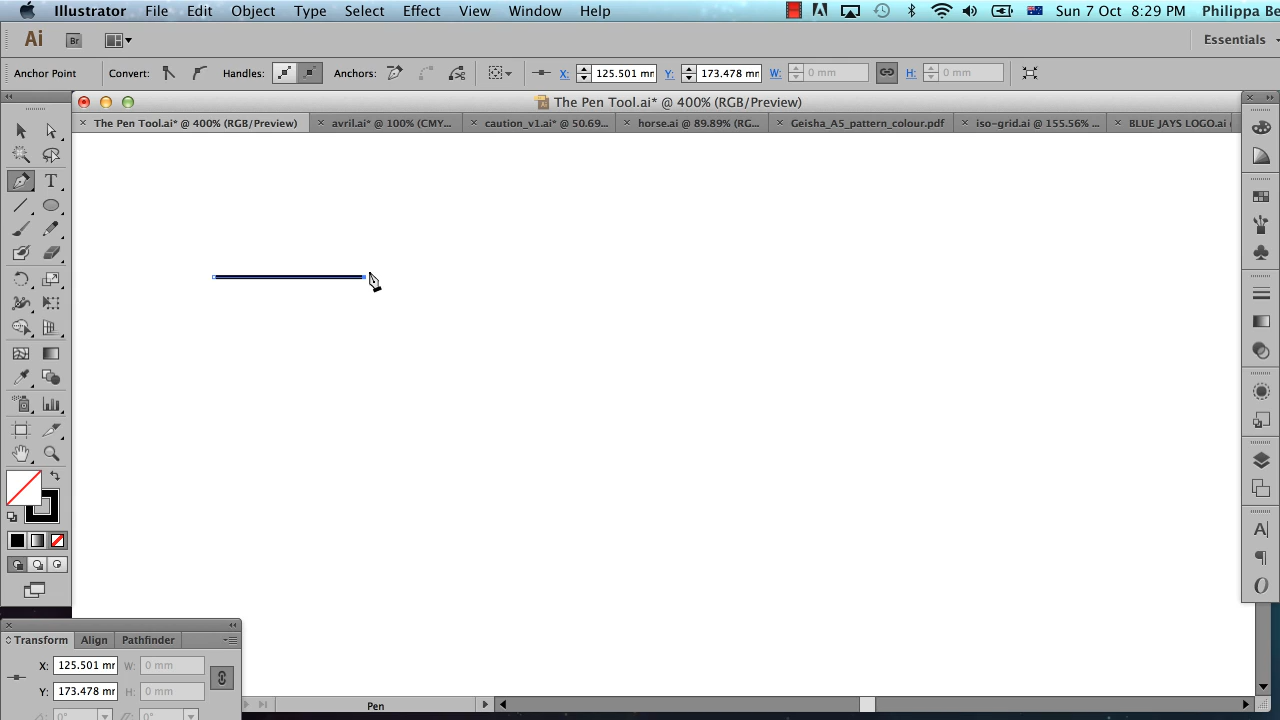 Illustrator File Edit Object Type Select Effect View Window Help Sun 7 Oct 8:29 PM Philippa Be
Ai Br Essentials
Anchor Point Convert: Handles: Anchors: X: 125.501 mm Y: 173.478 mm W: 0 mm H: 0 mm
The Pen Tool.ai* @ 400% (RGB/Preview)
The Pen Tool.ai* @ 400% (RGB/Preview) avril.ai* @ 100% (CMY... caution_v1.ai* @ 50.69... horse.ai @ 89.89% (RG... Geisha_A5_pattern_colour.pdf iso-grid.ai @ 155.56% ... BLUE JAYS LOGO.ai
Transform Align Pathfinder
X: 125.501 mm W: 0 mm
Y: 173.478 mm H: 0 mm
0° 0°
Pen